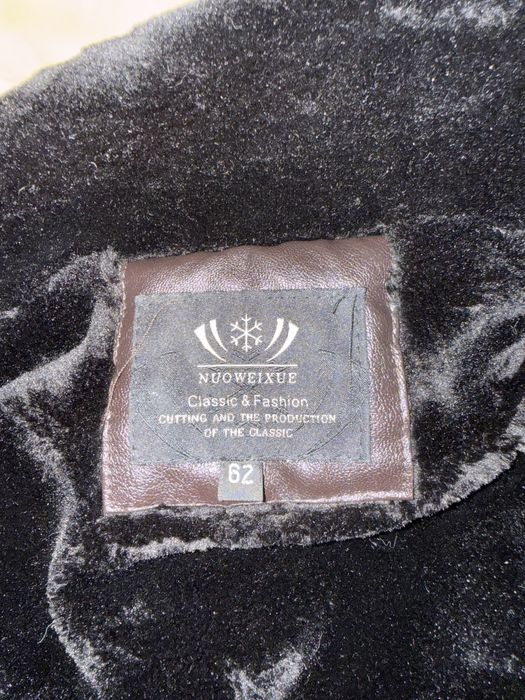 NUOWEIXUE
Classic & Fashion
CUTTING AND THE PRODUCTION
OF THE CLASSIC
62